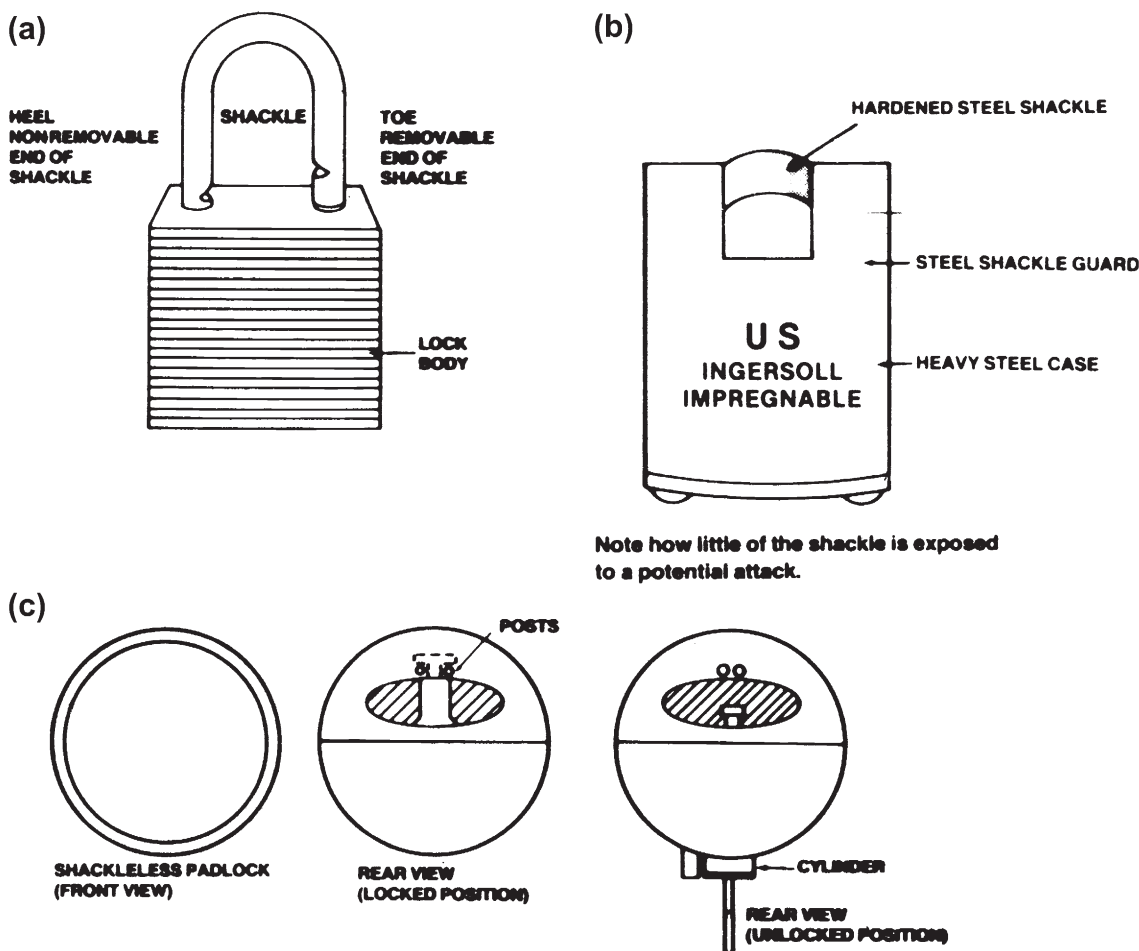 (a)
HEEL
NONREMOVABLE
END OF
SHACKLE
SHACKLE
TOE
REMOVABLE
END OF
SHACKLE
LOCK
BODY
(b)
HARDENED STEEL SHACKLE
STEEL SHACKLE GUARD
HEAVY STEEL CASE
US
INGERSOLL
IMPREGNABLE
Note how little of the shackle is exposed
to a potential attack.
(c)
POSTS
SHACKLELESS PADLOCK
(FRONT VIEW)
REAR VIEW
(LOCKED POSITION)
CYLINDER
REAR VIEW
(UNLOCKED POSITION)